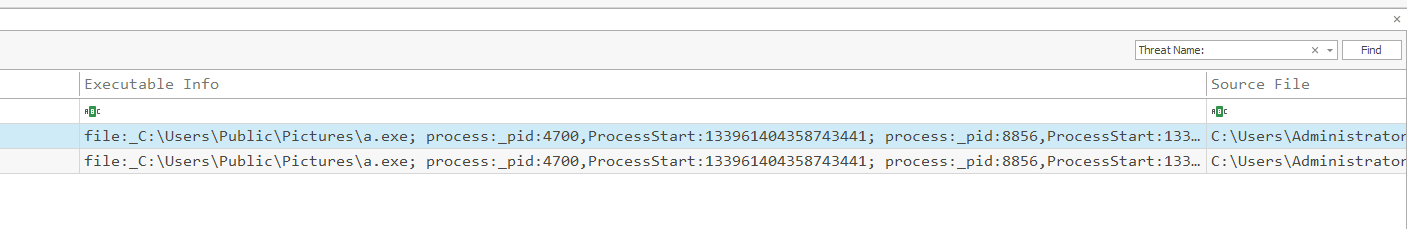 ×
Threat Name: × Find
Executable Info Source File
ABC ABC
file:_C:\Users\Public\Pictures\a.exe; process:_pid:4700,ProcessStart:133961404358743441; process:_pid:8856,ProcessStart:133… C:\Users\Administrator
file:_C:\Users\Public\Pictures\a.exe; process:_pid:4700,ProcessStart:133961404358743441; process:_pid:8856,ProcessStart:133… C:\Users\Administrator